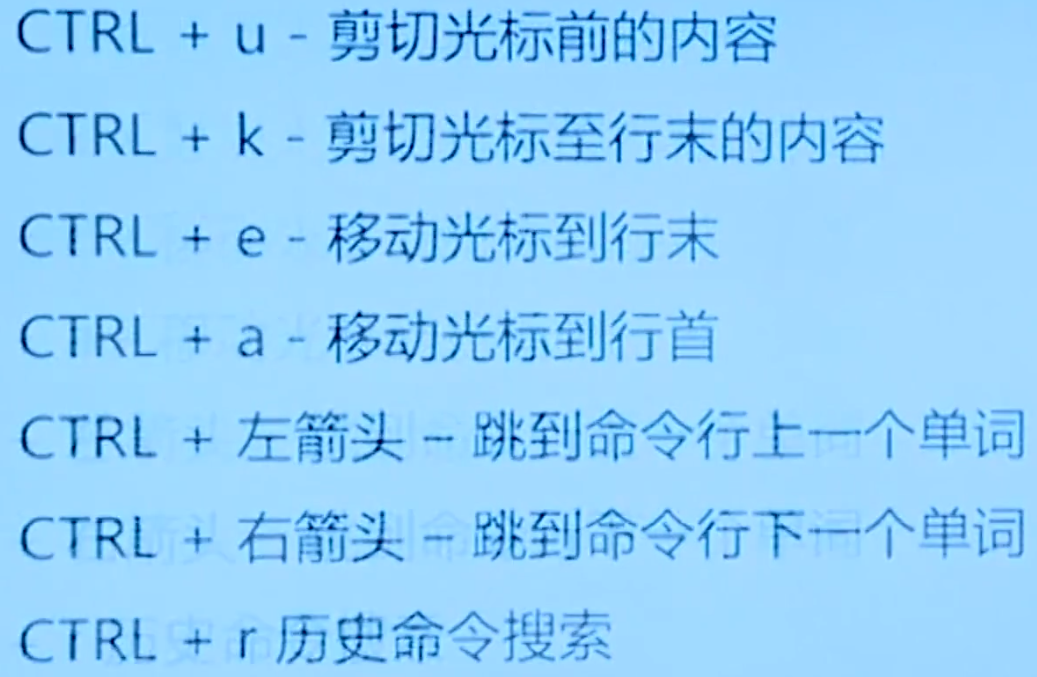 CTRL + u - 剪切光标前的内容
CTRL + k - 剪切光标至行末的内容
CTRL + e - 移动光标到行末
CTRL + a - 移动光标到行首
CTRL + 左箭头 – 跳到命令行上一个单词
CTRL + 右箭头 – 跳到命令行下一个单词
CTRL + r 历史命令搜索